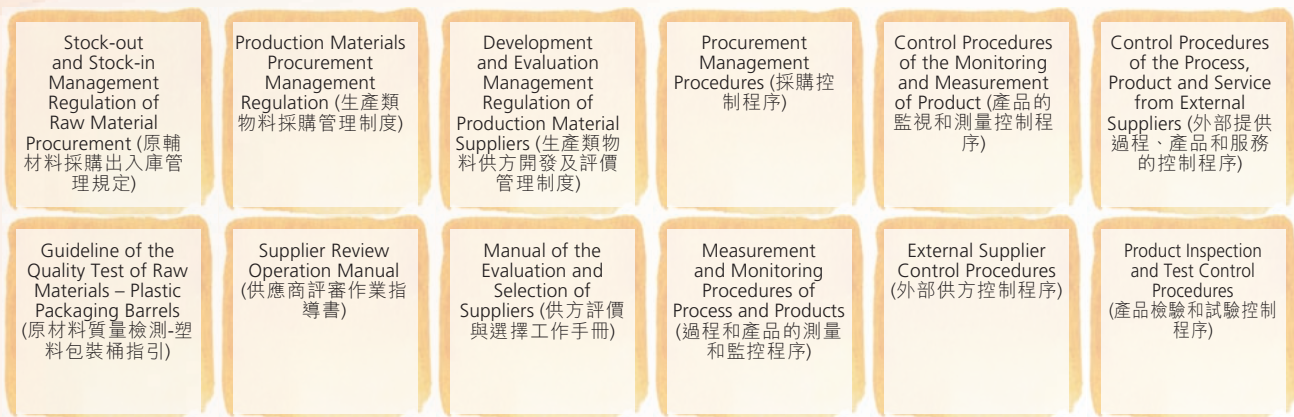 Stock-out
and Stock-in
Management
Regulation of
Raw Material
Procurement (原輔
材料採購出入庫管
理規定)
Production Materials
Procurement
Management
Regulation (生產類
物料採購管理制度)
Development
and Evaluation
Management
Regulation of
Production Material
Suppliers (生產類物
料供方開發及評價
管理制度)
Procurement
Management
Procedures (採購控
制程序)
Control Procedures
of the Monitoring
and Measurement
of Product (產品的
監視和測量控制程
序)
Control Procedures
of the Process,
Product and Service
from External
Suppliers (外部提供
過程、產品和服務
的控制程序)
Guideline of the
Quality Test of Raw
Materials – Plastic
Packaging Barrels
(原材料質量檢測-塑
料包裝桶指引)
Supplier Review
Operation Manual
(供應商評審作業指
導書)
Manual of the
Evaluation and
Selection of
Suppliers (供方評價
與選擇工作手冊)
Measurement
and Monitoring
Procedures of
Process and Products
(過程和產品的測量
和監控程序)
External Supplier
Control Procedures
(外部供方控制程序)
Product Inspection
and Test Control
Procedures
(產品檢驗和試驗控制
程序)